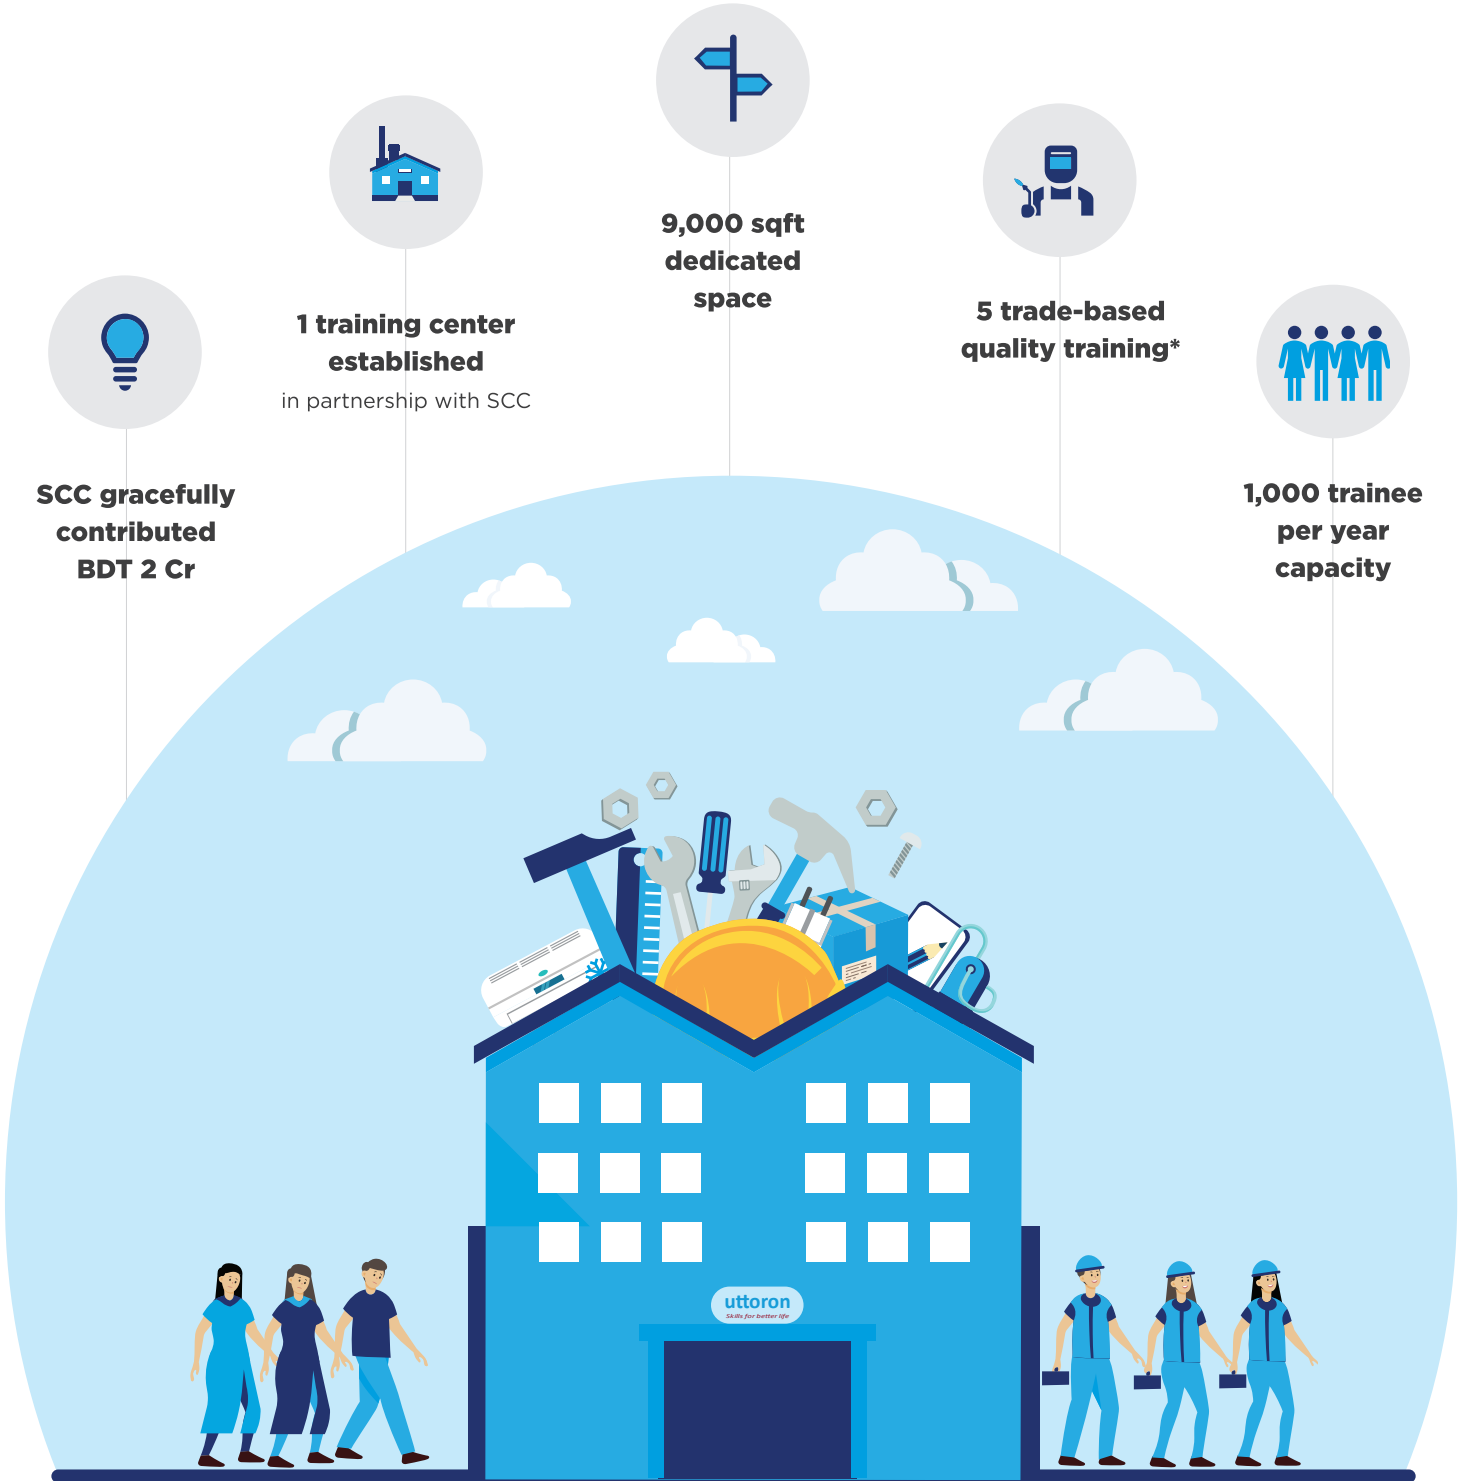 SCC gracefully
contributed
BDT 2 Cr
1 training center
established
in partnership with SCC
9,000 sqft
dedicated
space
5 trade-based
quality training*
1,000 trainee
per year
capacity
uttoron
Skills for better life